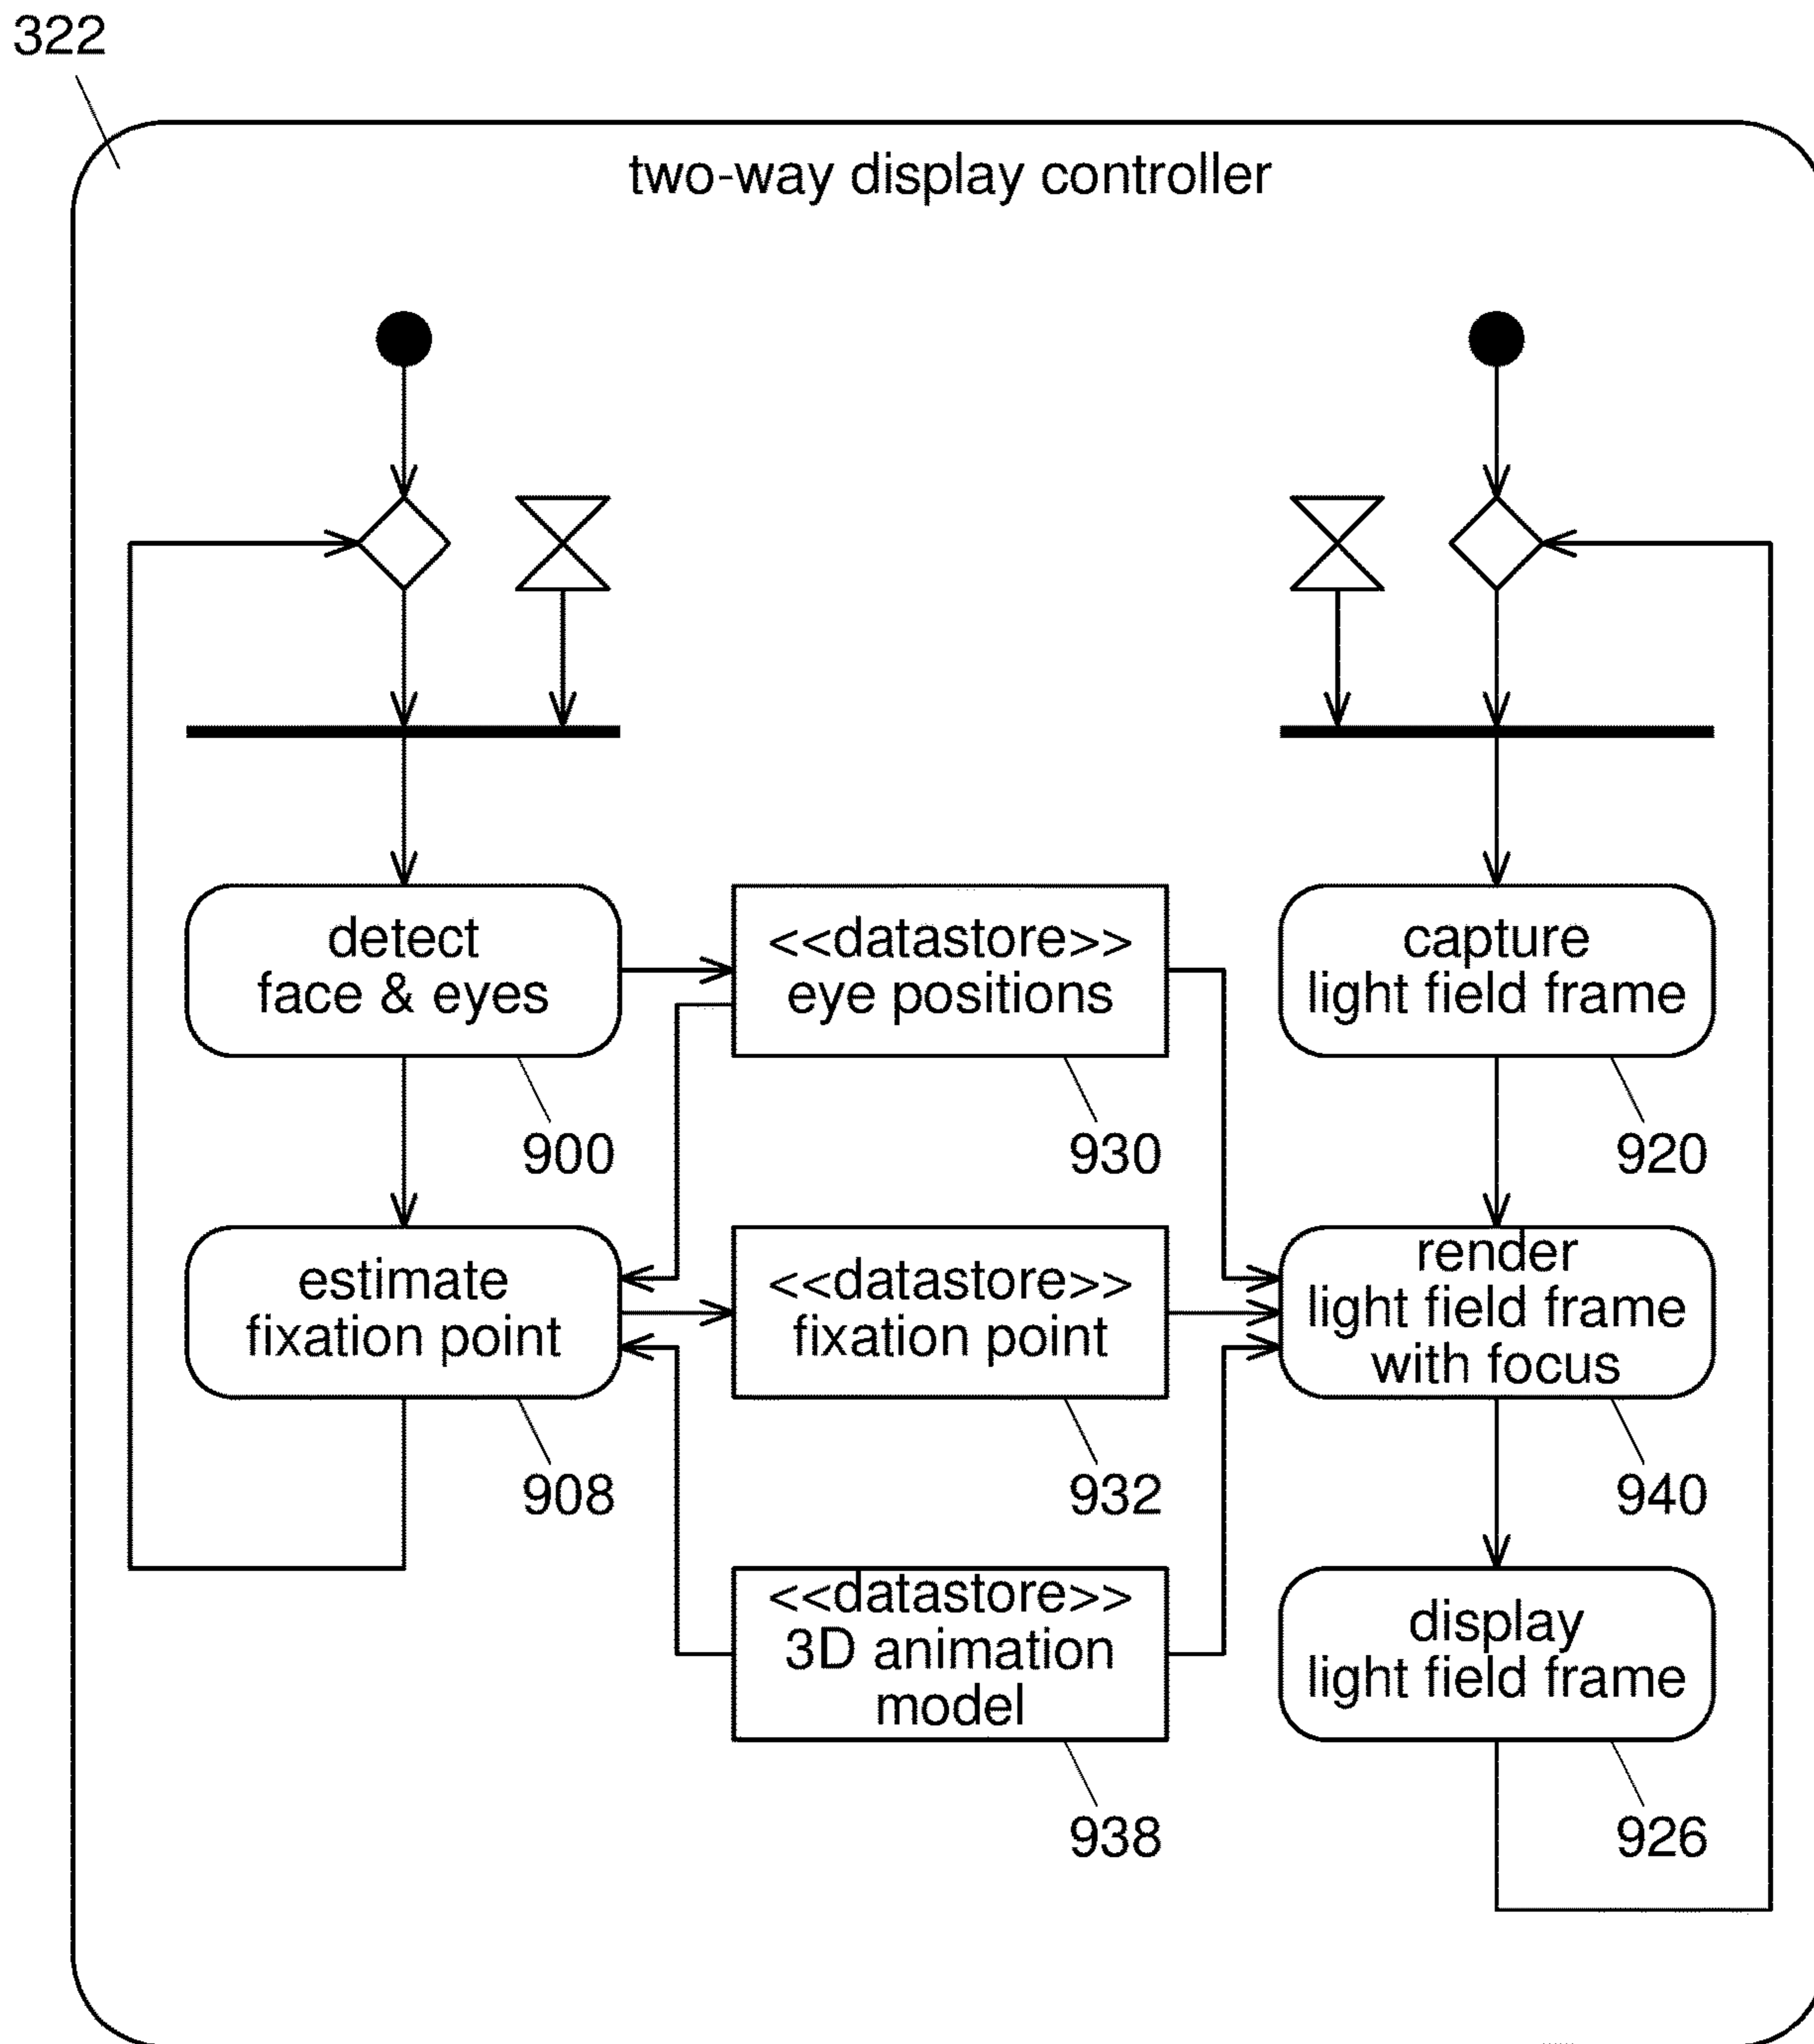 322
two-way display controller
detect
face & eyes
900
<<datastore>>
eye positions
930
capture
light field frame
920
estimate
fixation point
908
<<datastore>>
fixation point
932
render
light field frame
with focus
940
<<datastore>>
3D animation
model
938
display
light field frame
926